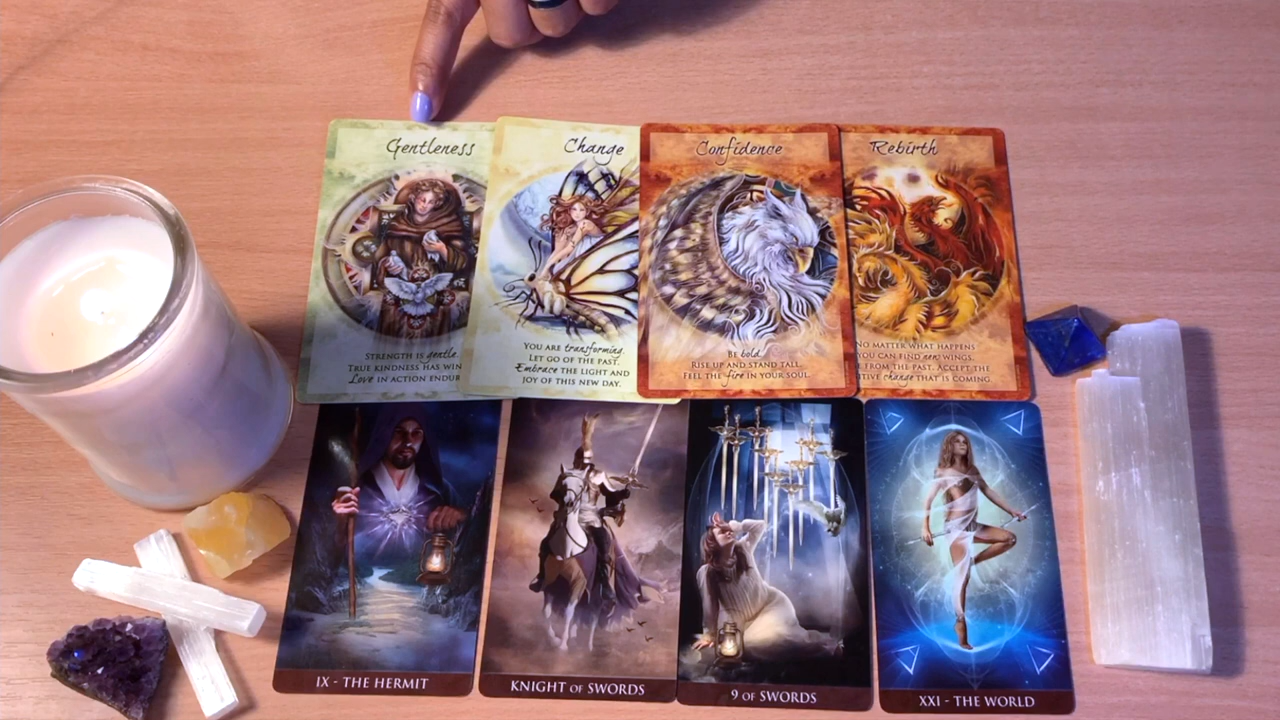 Gentleness
STRENGTH IS gentle.
TRUE KINDNESS HAS WIN
Love IN ACTION ENDUR
Change
YOU ARE transforming.
LET GO OF THE PAST.
Embrace THE LIGHT AND
JOY OF THIS NEW DAY.
Confidence
BE bold.
RISE UP AND STAND TALL.
FEEL THE fire IN YOUR SOUL.
Rebirth
NO MATTER WHAT HAPPENS
YOU CAN FIND new WINGS.
FROM THE PAST. ACCEPT THE
TIVE change THAT IS COMING.
IX - THE HERMIT
KNIGHT OF SWORDS
9 OF SWORDS
XXI - THE WORLD